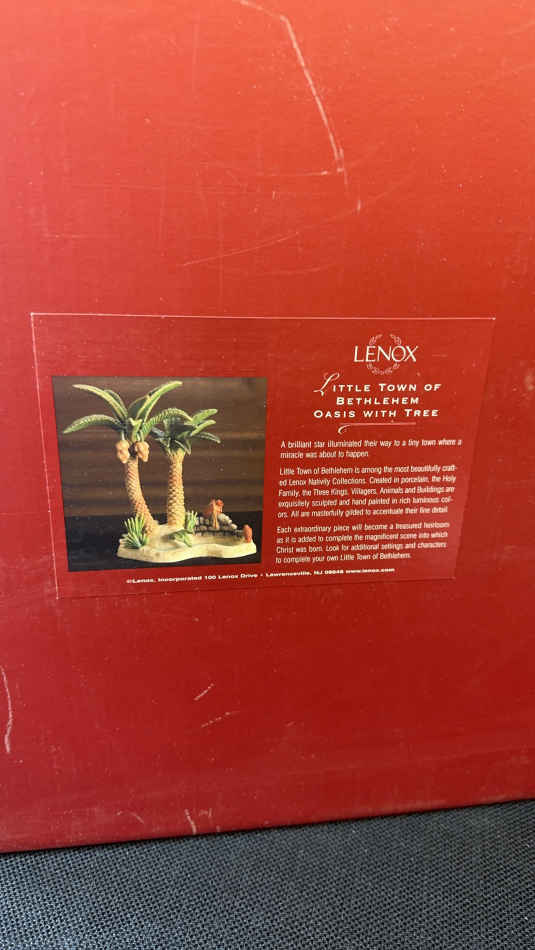 LENOX
LITTLE TOWN OF
BETHLEHEM
OASIS WITH TREE
A brilliant star illuminated their way to a tiny town where a
miracle was about to happen.
Little Town of Bethlehem is among the most beautifully craft-
ed Lenox Nativity Collections. Created in porcelain, the Holy
Family, the Three Kings, Villagers, Animals and Buildings are
exquisitely sculpted and hand painted in rich luminous col-
ors. All are masterfully gilded to accentuate their fine detail.
Each extraordinary piece will become a treasured heirloom
as it is added to complete the magnificent scene into which
Christ was born. Look for additional settings and characters
to complete your own Little Town of Bethlehem.
©Lenox, Incorporated 100 Lenox Drive • Lawrenceville, NJ 08648 www.lenox.com